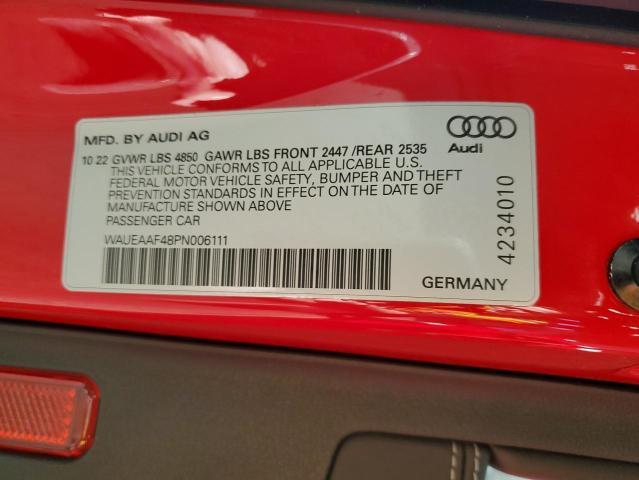 MFD. BY AUDI AG
Audi
10 22 GVWR LBS 4850 GAWR LBS FRONT 2447 /REAR 2535
THIS VEHICLE CONFORMS TO ALL APPLICABLE U.S.
FEDERAL MOTOR VEHICLE SAFETY, BUMPER AND THEFT
PREVENTION STANDARDS IN EFFECT ON THE DATE OF
MANUFACTURE SHOWN ABOVE
PASSENGER CAR
WAUEAAF48PN006111
GERMANY
4234010